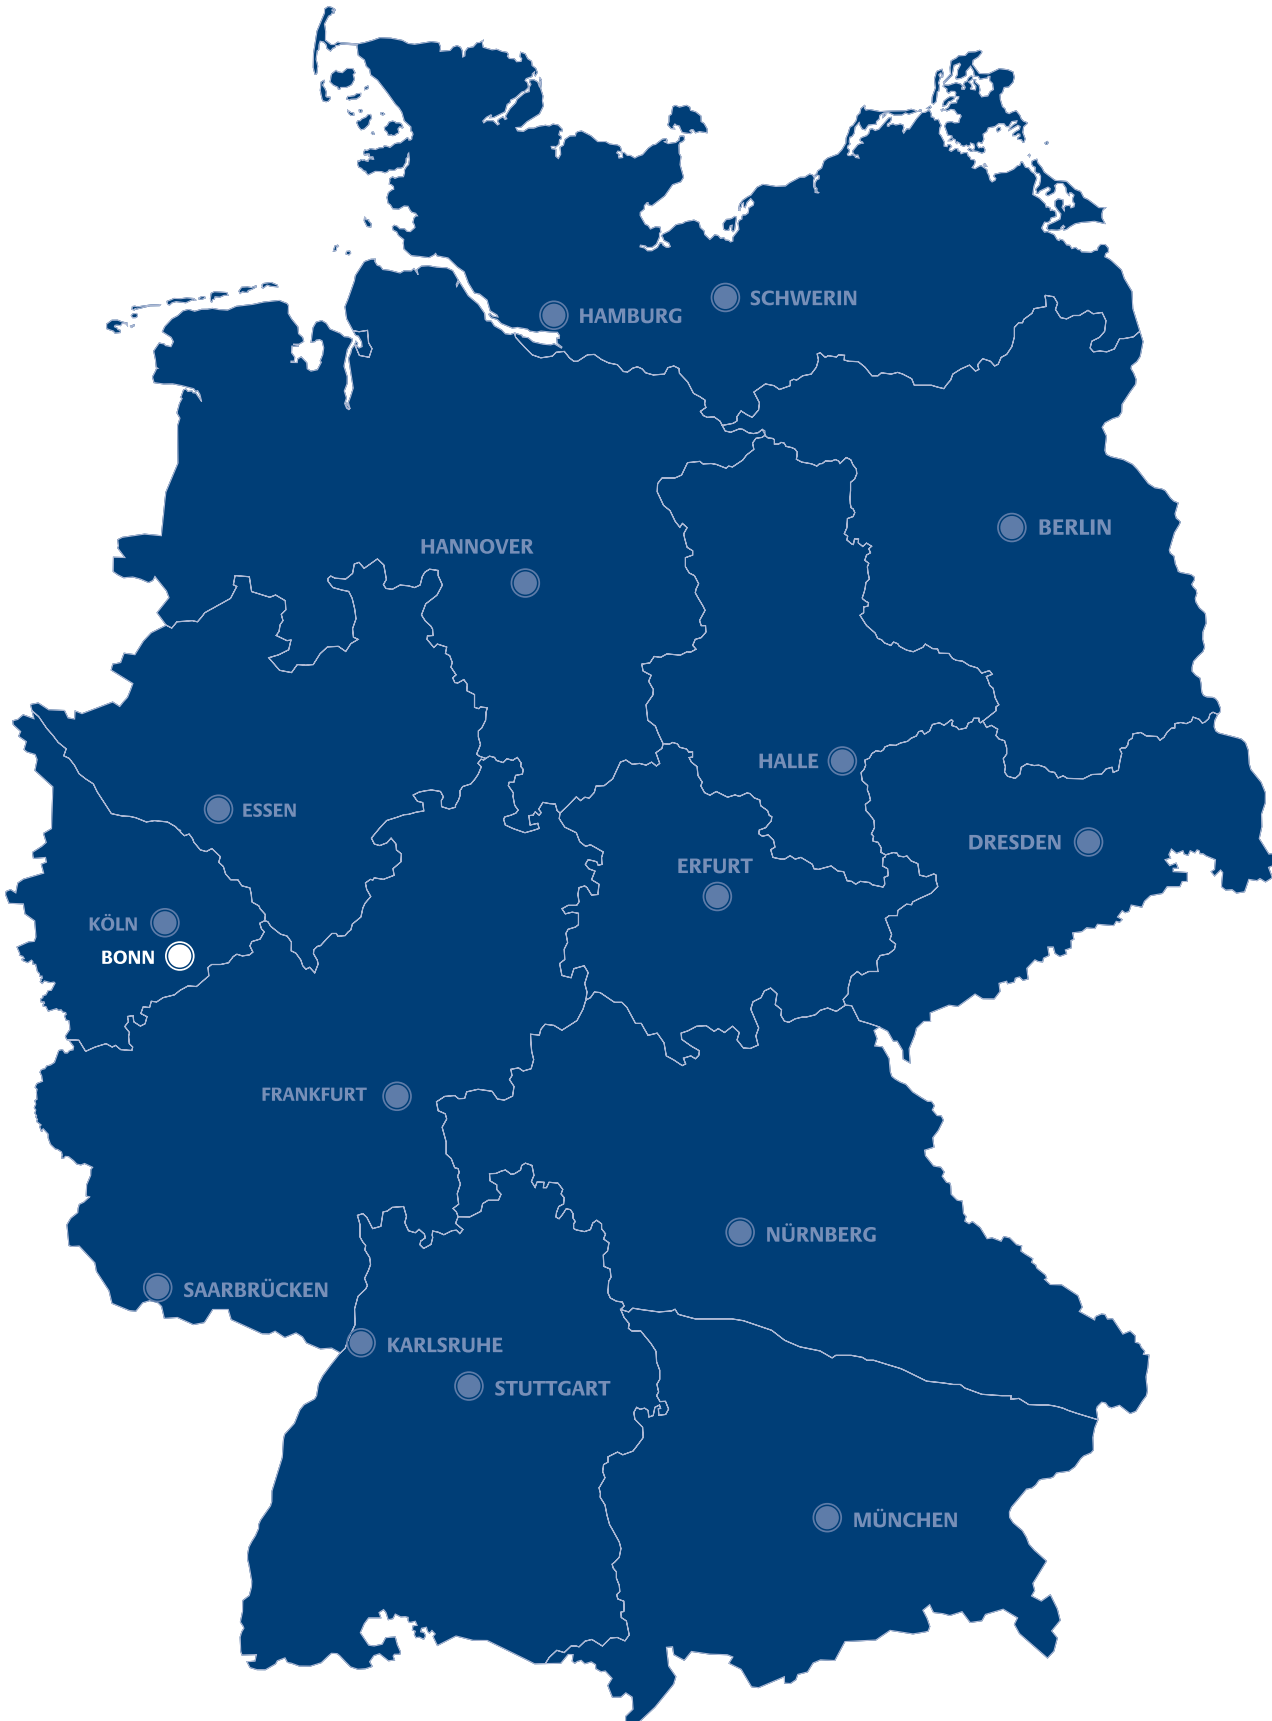 SCHWERIN
HAMBURG
BERLIN
HANNOVER
HALLE
ESSEN
DRESDEN
ERFURT
KÖLN
BONN
FRANKFURT
NÜRNBERG
SAARBRÜCKEN
KARLSRUHE
STUTTGART
MÜNCHEN